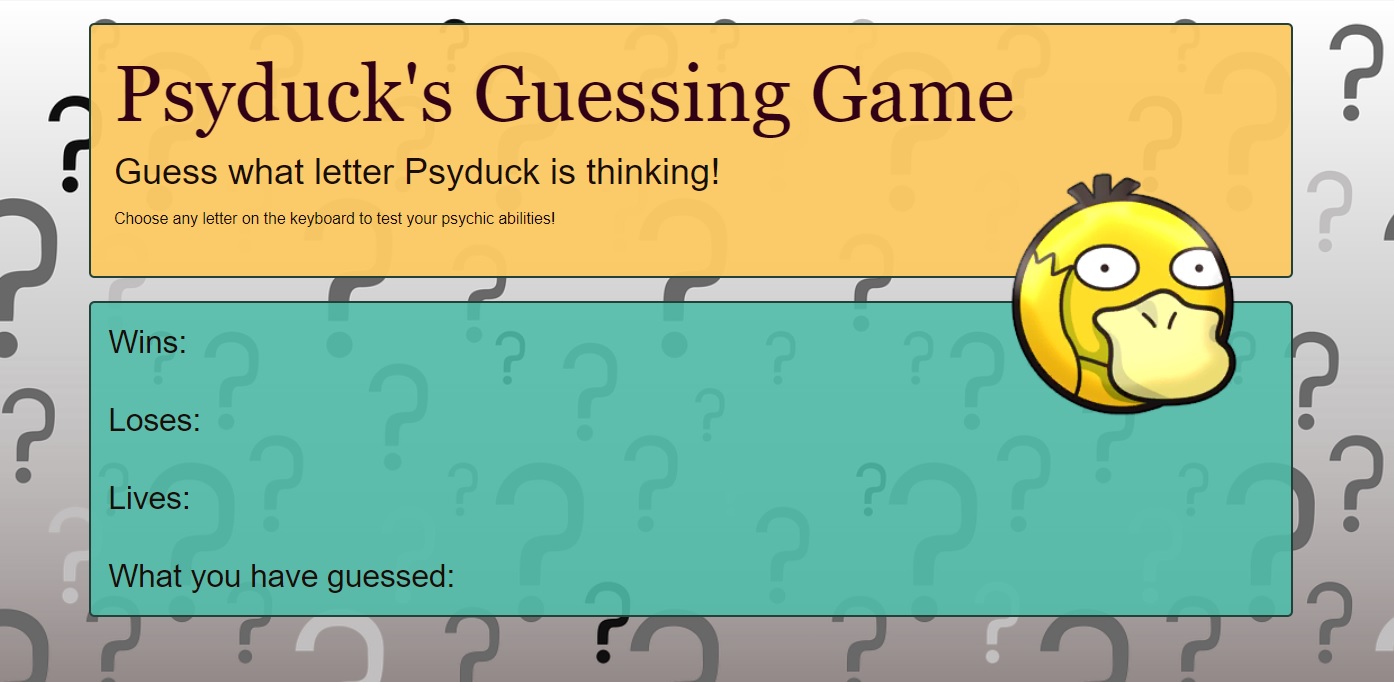 Psyduck's Guessing Game
Guess what letter Psyduck is thinking!
Choose any letter on the keyboard to test your psychic abilities!
Wins:
Loses:
Lives:
What you have guessed: